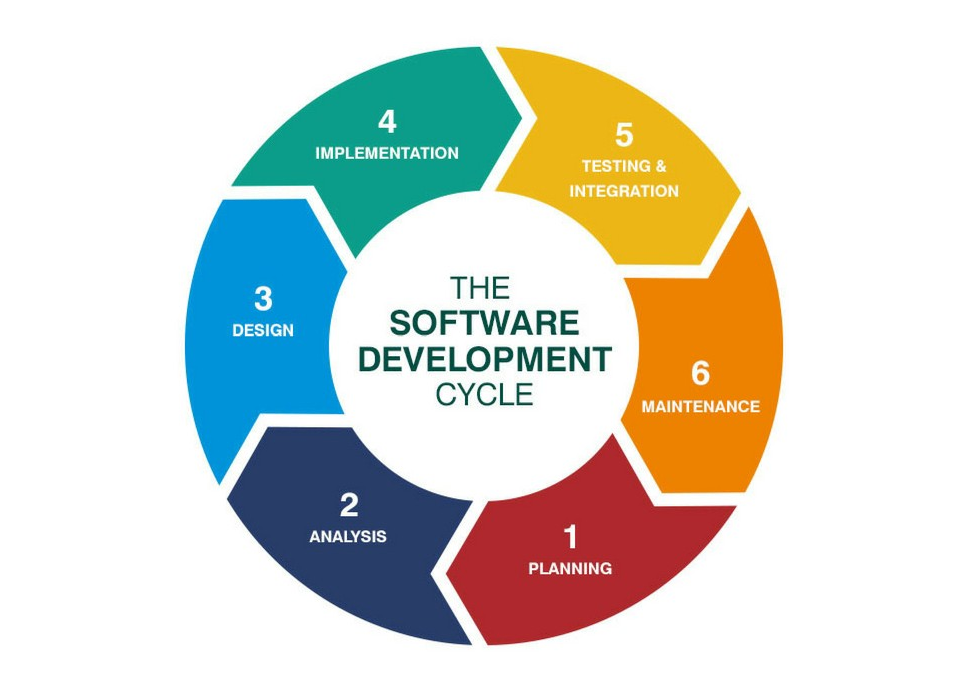 THE
SOFTWARE
DEVELOPMENT
CYCLE
1
PLANNING
2
ANALYSIS
3
DESIGN
4
IMPLEMENTATION
5
TESTING &
INTEGRATION
6
MAINTENANCE